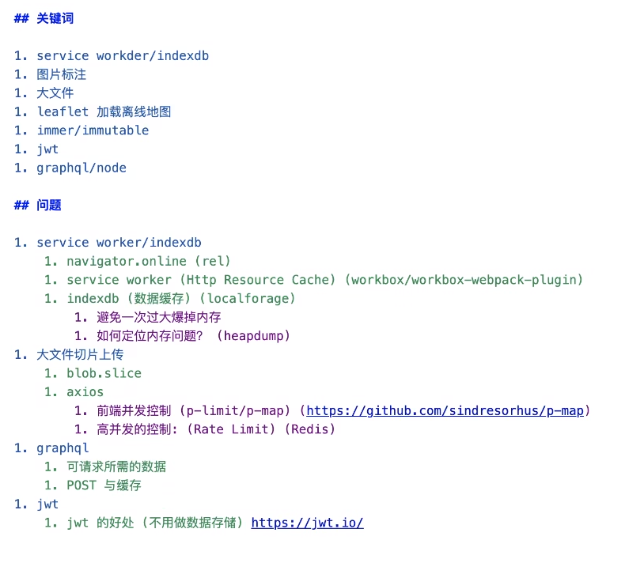 ## 关键词
1. service workder/indexdb
1. 图片标注
1. 大文件
1. leaflet 加载离线地图
1. immer/immutable
1. jwt
1. graphql/node
## 问题
1. service worker/indexdb
1. navigator.online (rel)
1. service worker (Http Resource Cache) (workbox/workbox-webpack-plugin)
1. indexdb (数据缓存) (localforage)
1. 避免一次过大爆掉内存
1. 如何定位内存问题? (heapdump)
1. 大文件切片上传
1. blob.slice
1. axios
1. 前端并发控制 (p-limit/p-map) (https://github.com/sindresorhus/p-map)
1. 高并发的控制: (Rate Limit) (Redis)
1. graphql
1. 可请求所需的数据
1. POST 与缓存
1. jwt
1. jwt 的好处 (不用做数据存储) https://jwt.io/